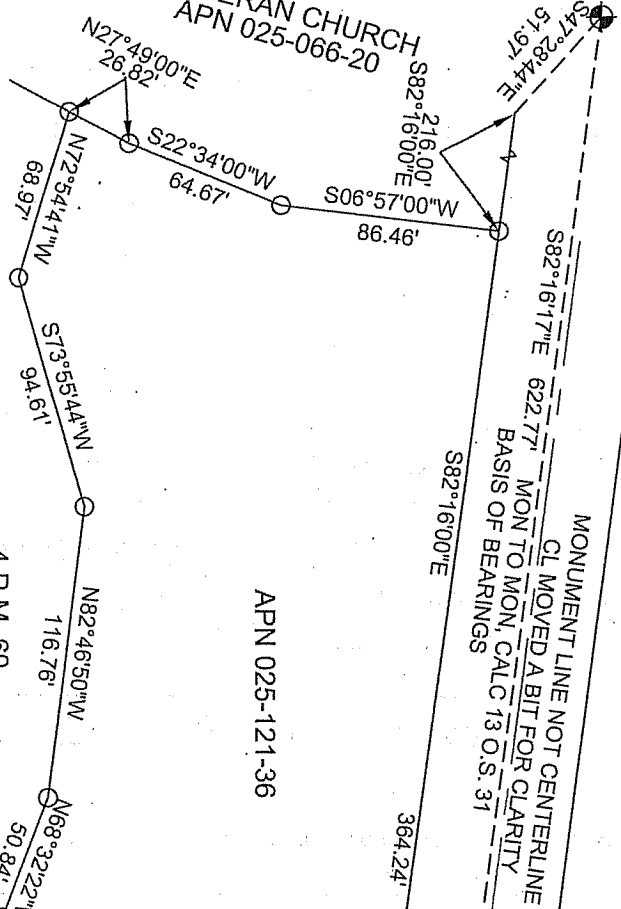 ERAN CHURCH
APN 025-066-20
S47°28'44"E
51.97'
N27°49'00"E
26.82'
216.00'
S82°16'00"E
S22°34'00"W
64.67'
S06°57'00"W
86.46'
N72°54'41"W
68.97'
S82°16'17"E 622.77' MON TO MON, CALC 13 O.S. 31
BASIS OF BEARINGS
MONUMENT LINE NOT CENTERLINE
CL MOVED A BIT FOR CLARITY
S73°55'44"W
94.61'
S82°16'00"E
364.24'
APN 025-121-36
N82°46'50"W
116.76'
N68°32'22"
50.84'